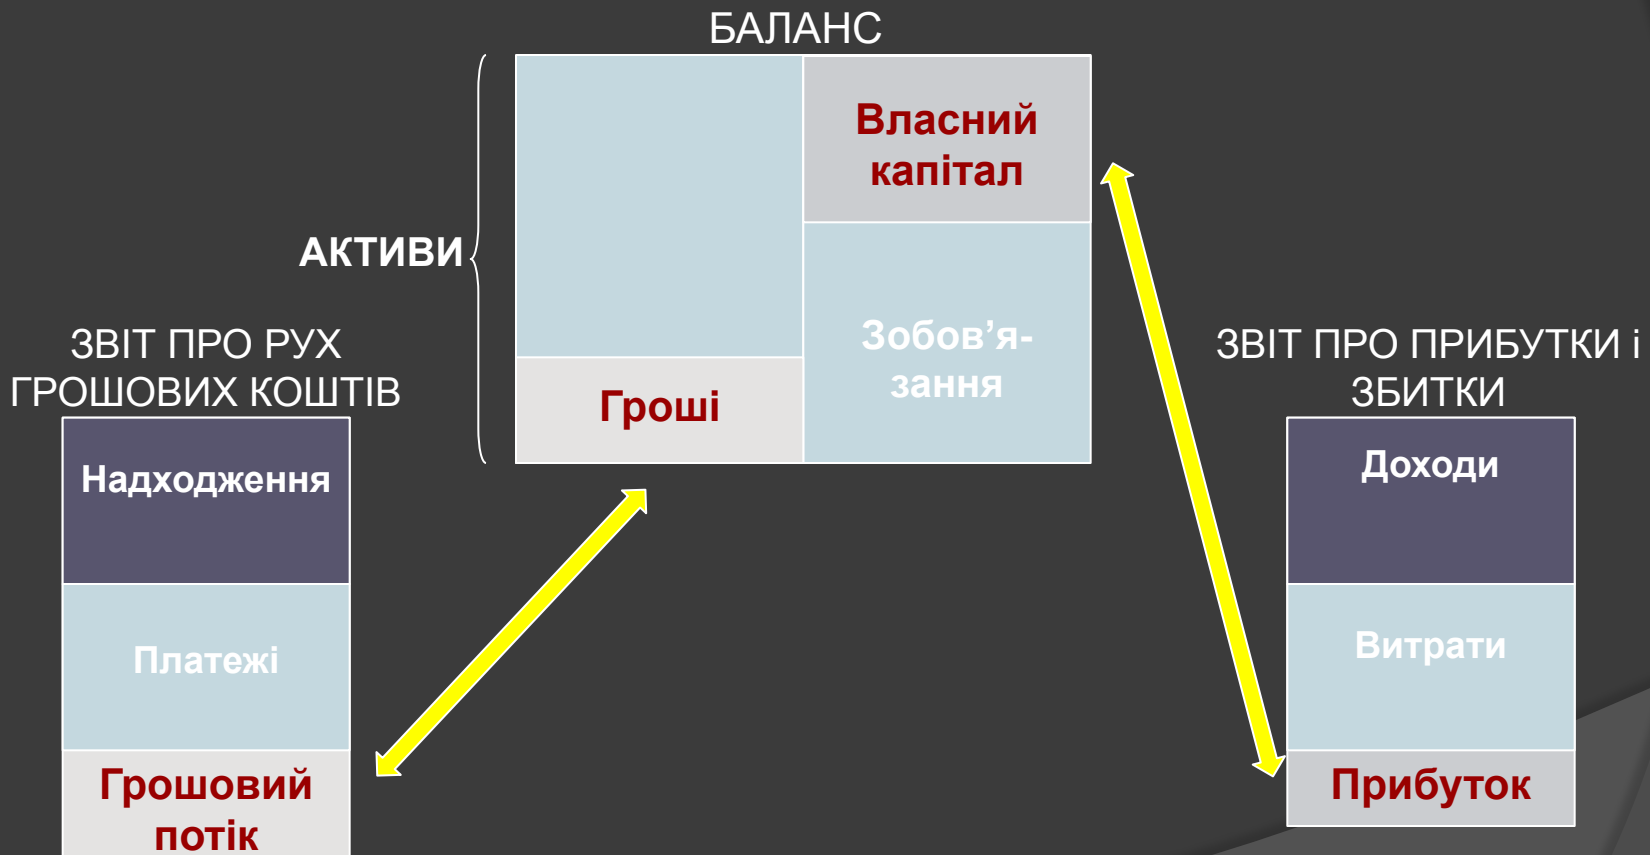 БАЛАНС
Власний
капітал
АКТИВИ
Зобов’я-
зання
Гроші
ЗВІТ ПРО РУХ
ГРОШОВИХ КОШТІВ
Надходження
Платежі
Грошовий
потік
ЗВІТ ПРО ПРИБУТКИ і
ЗБИТКИ
Доходи
Витрати
Прибуток